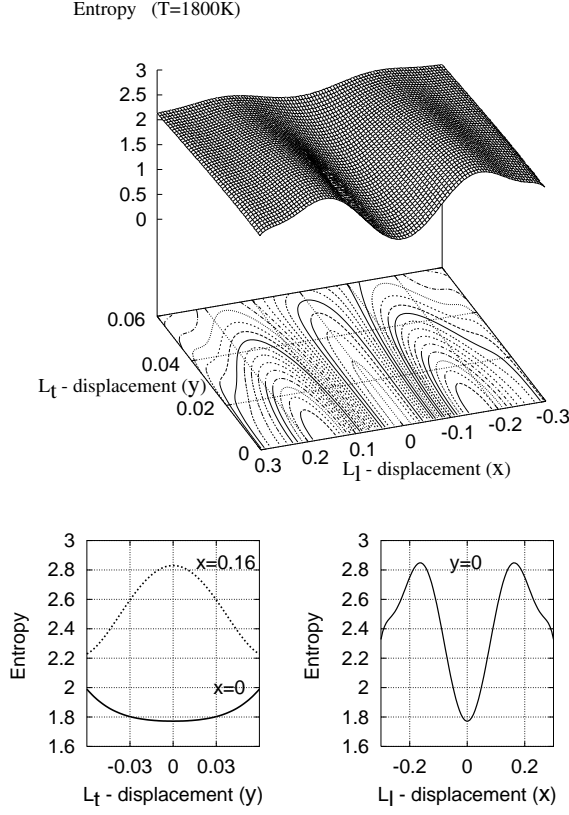 Entropy (T=1800K)
3
2.5
2
1.5
1
0.5
0
0.06
0.04
0.02
0
Lt - displacement (y)
0.3
0.2
0.1
0
-0.1
-0.2
-0.3
Ll - displacement (x)
3
2.8
2.6
2.4
2.2
2
1.8
1.6
Entropy
x=0.16
x=0
-0.03 0 0.03
Lt - displacement (y)
3
2.8
2.6
2.4
2.2
2
1.8
1.6
Entropy
y=0
-0.2 0 0.2
Ll - displacement (x)